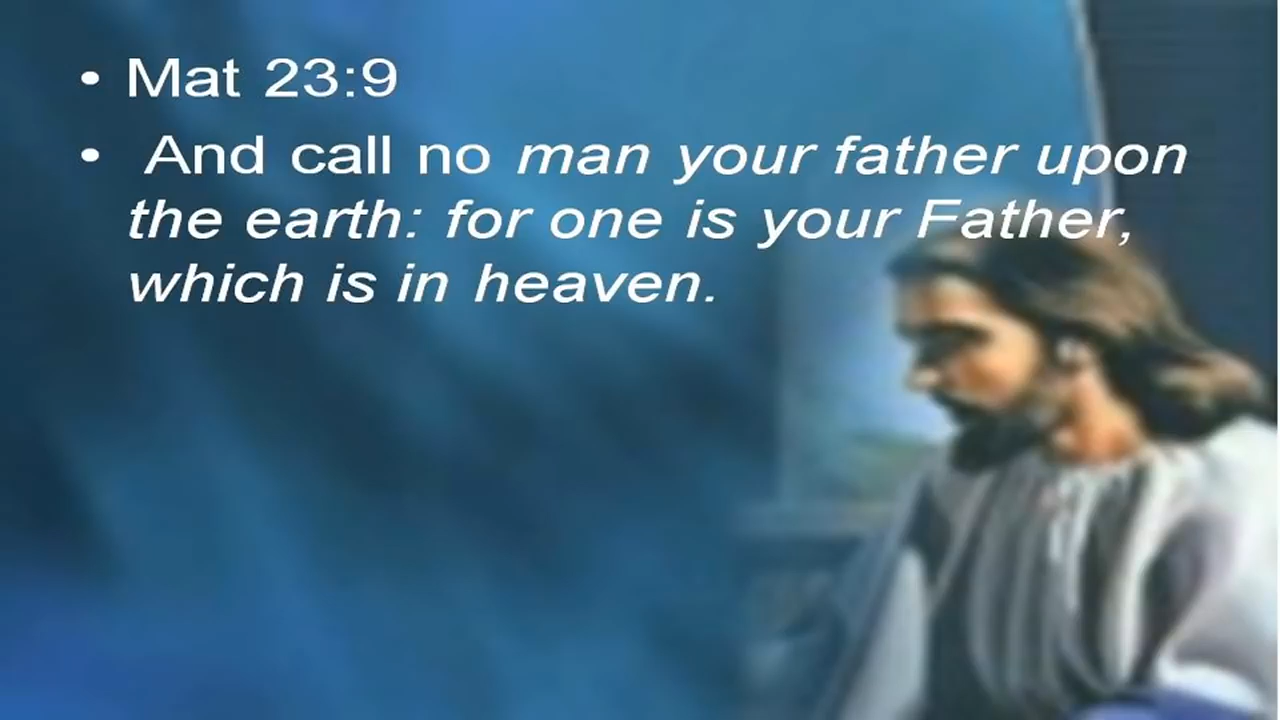 • Mat 23:9
• And call no man your father upon
the earth: for one is your Father,
which is in heaven.